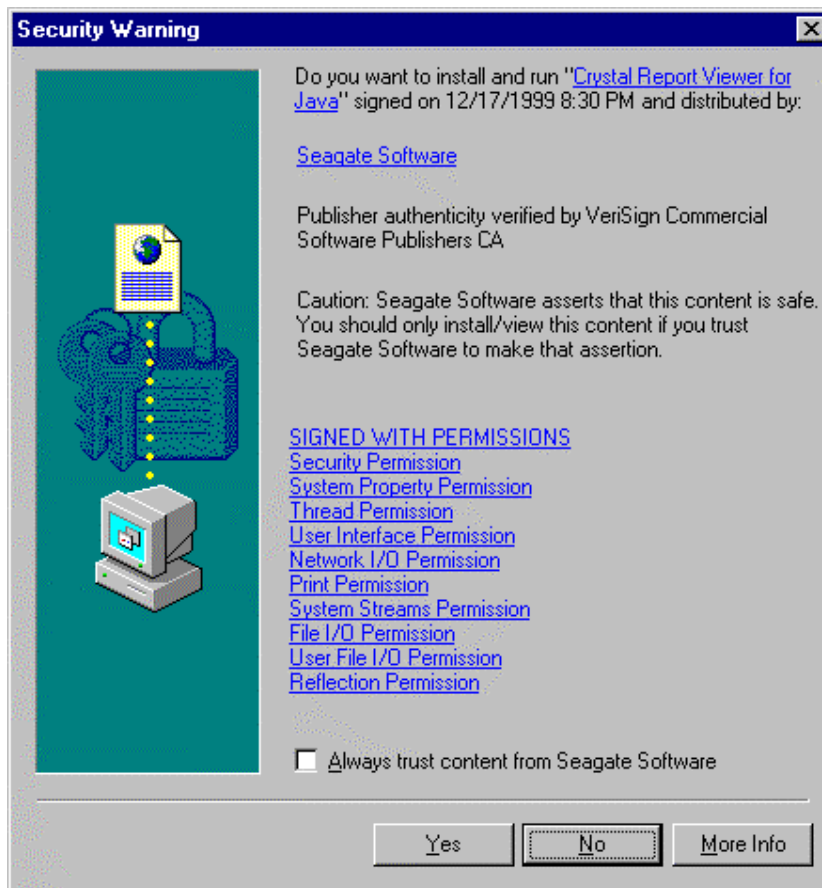 Security Warning
Do you want to install and run "Crystal Report Viewer for
Java" signed on 12/17/1999 8:30 PM and distributed by:
Seagate Software
Publisher authenticity verified by VeriSign Commercial
Software Publishers CA
Caution: Seagate Software asserts that this content is safe.
You should only install/view this content if you trust
Seagate Software to make that assertion.
SIGNED WITH PERMISSIONS
Security Permission
System Property Permission
Thread Permission
User Interface Permission
Network I/O Permission
Print Permission
System Streams Permission
File I/O Permission
User File I/O Permission
Reflection Permission
Always trust content from Seagate Software
Yes No More Info